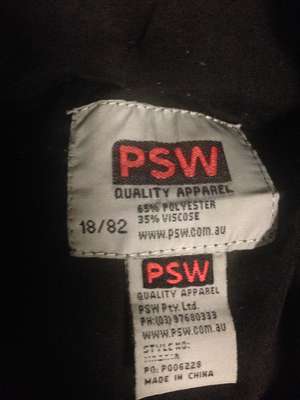 PSW
QUALITY APPAREL
65% POLYESTER
35% VISCOSE
18/82
www.psw.com.au
PSW
QUALITY APPAREL
PSW Pty. Ltd.
PH:(03)97680333
www.PSW.com.au
STYLE NO:
PO: P006228
MADE IN CHINA